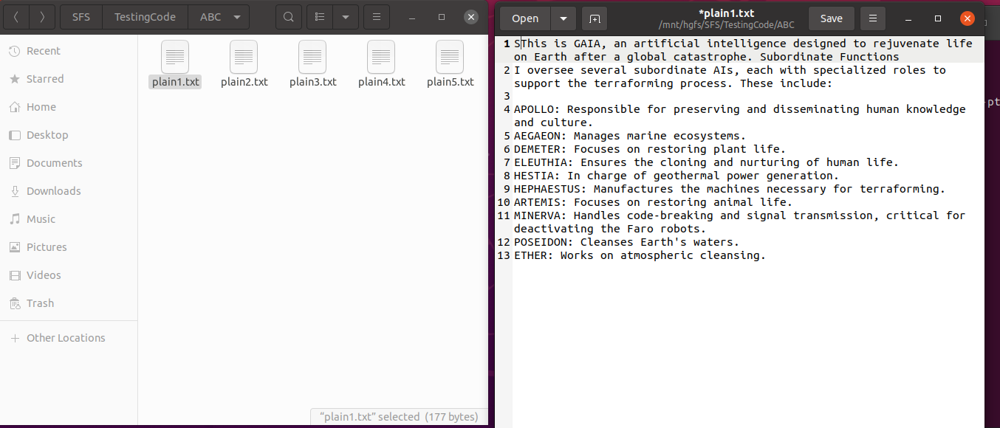 SFS TestingCode ABC
Recent
Starred
Home
Desktop
Documents
Downloads
Music
Pictures
Videos
Trash
Other Locations
plain1.txt plain2.txt plain3.txt plain4.txt plain5.txt
“plain1.txt” selected (177 bytes)
Open
*plain1.txt
/mnt/hgfs/SFS/TestingCode/ABC
Save
1 SThis is GAIA, an artificial intelligence designed to rejuvenate life
on Earth after a global catastrophe. Subordinate Functions
2 I oversee several subordinate AIs, each with specialized roles to
support the terraforming process. These include:
3
4 APOLLO: Responsible for preserving and disseminating human knowledge
and culture.
5 AEGAEON: Manages marine ecosystems.
6 DEMETER: Focuses on restoring plant life.
7 ELEUTHIA: Ensures the cloning and nurturing of human life.
8 HESTIA: In charge of geothermal power generation.
9 HEPHAESTUS: Manufactures the machines necessary for terraforming.
10 ARTEMIS: Focuses on restoring animal life.
11 MINERVA: Handles code-breaking and signal transmission, critical for
deactivating the Faro robots.
12 POSEIDON: Cleanses Earth's waters.
13 ETHER: Works on atmospheric cleansing.